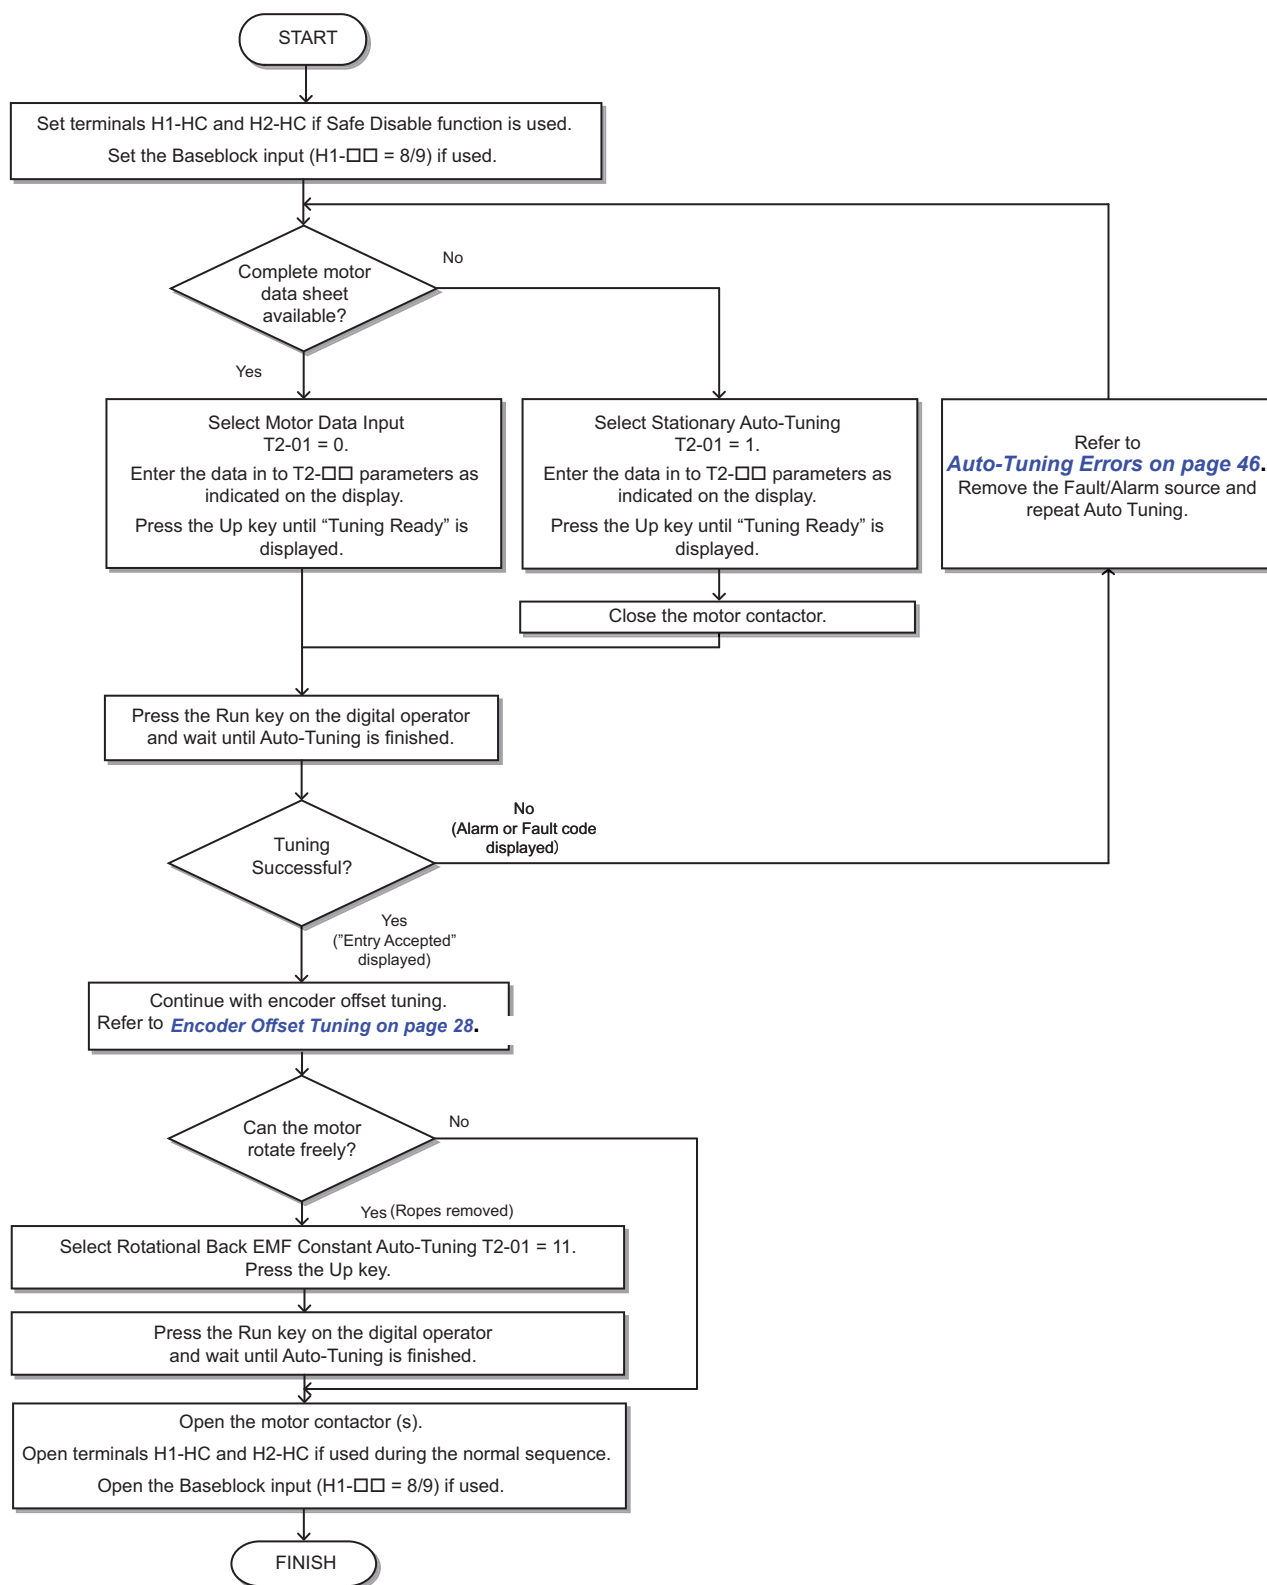 START
Set terminals H1-HC and H2-HC if Safe Disable function is used.
Set the Baseblock input (H1-□□ = 8/9) if used.
Complete motor
data sheet
available?
No
Yes
Select Motor Data Input
T2-01 = 0.
Enter the data in to T2-□□ parameters as
indicated on the display.
Press the Up key until “Tuning Ready” is
displayed.
Select Stationary Auto-Tuning
T2-01 = 1.
Enter the data in to T2-□□ parameters as
indicated on the display.
Press the Up key until “Tuning Ready” is
displayed.
Refer to
Auto-Tuning Errors on page 46.
Remove the Fault/Alarm source and
repeat Auto Tuning.
Close the motor contactor.
Press the Run key on the digital operator
and wait until Auto-Tuning is finished.
Tuning
Successful?
No
(Alarm or Fault code
displayed)
Yes
(”Entry Accepted”
displayed)
Continue with encoder offset tuning.
Refer to Encoder Offset Tuning on page 28.
Can the motor
rotate freely?
No
Yes (Ropes removed)
Select Rotational Back EMF Constant Auto-Tuning T2-01 = 11.
Press the Up key.
Press the Run key on the digital operator
and wait until Auto-Tuning is finished.
Open the motor contactor (s).
Open terminals H1-HC and H2-HC if used during the normal sequence.
Open the Baseblock input (H1-□□ = 8/9) if used.
FINISH